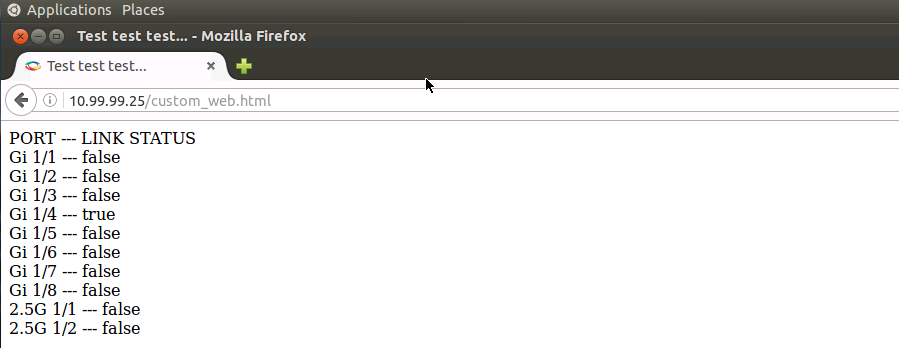 Applications Places
Test test test... - Mozilla Firefox
Test test test...
10.99.99.25/custom_web.html
PORT --- LINK STATUS
Gi 1/1 --- false
Gi 1/2 --- false
Gi 1/3 --- false
Gi 1/4 --- true
Gi 1/5 --- false
Gi 1/6 --- false
Gi 1/7 --- false
Gi 1/8 --- false
2.5G 1/1 --- false
2.5G 1/2 --- false